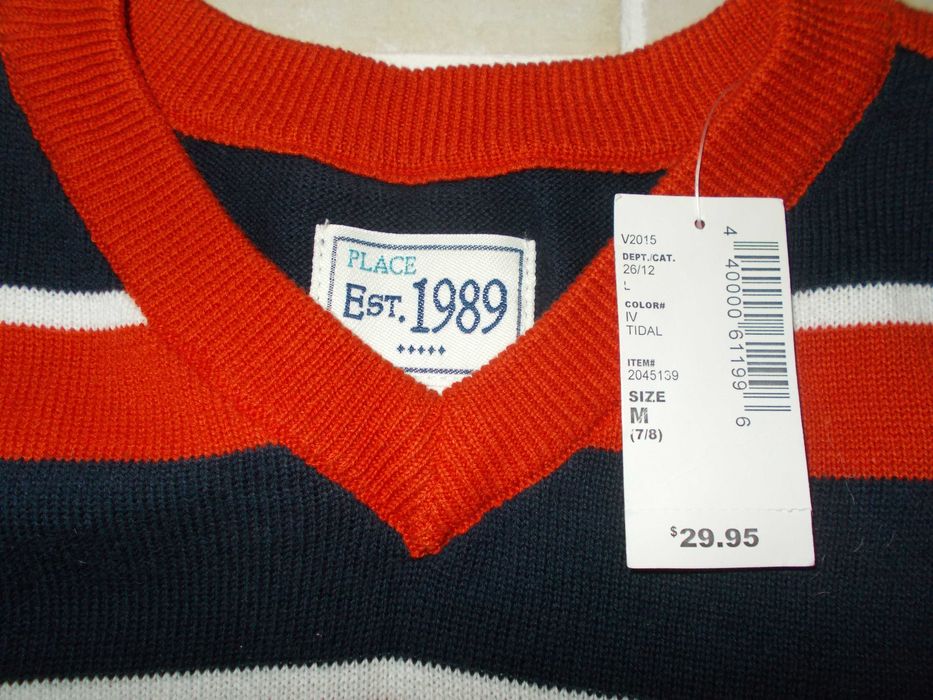 PLACE
EST. 1989
V2015
DEPT./CAT.
26/12
COLOR#
IV
TIDAL
ITEM#
2045139
SIZE
M
(7/8)
$29.95
4 40000 61199 6